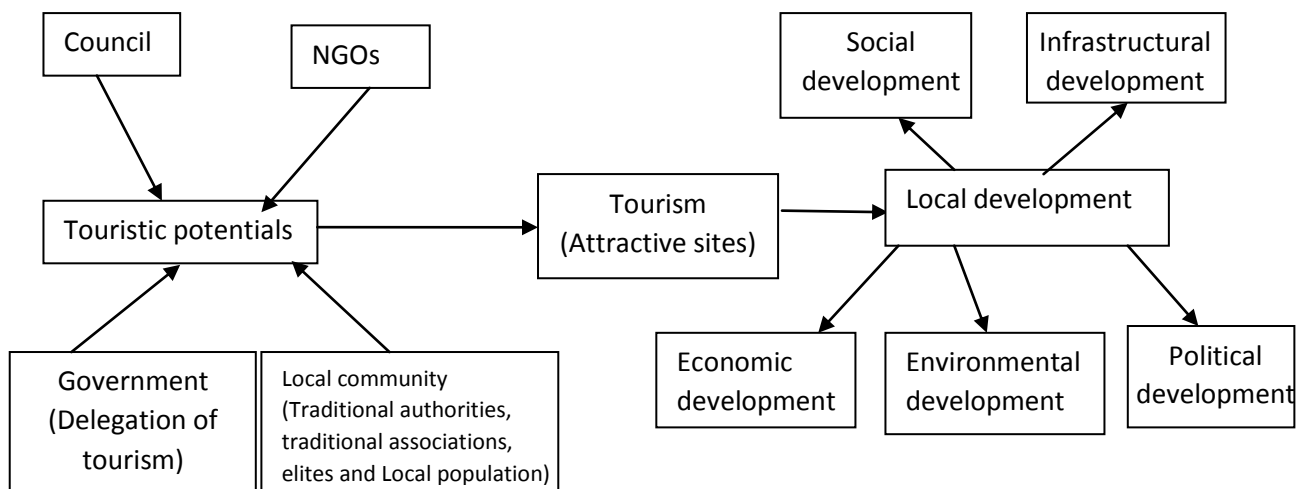 Council
NGOs
Social
development
Infrastructural
development
Touristic potentials
Tourism
(Attractive sites)
Local development
Government
(Delegation of
tourism)
Local community
(Traditional authorities,
traditional associations,
elites and Local population)
Economic
development
Environmental
development
Political
development